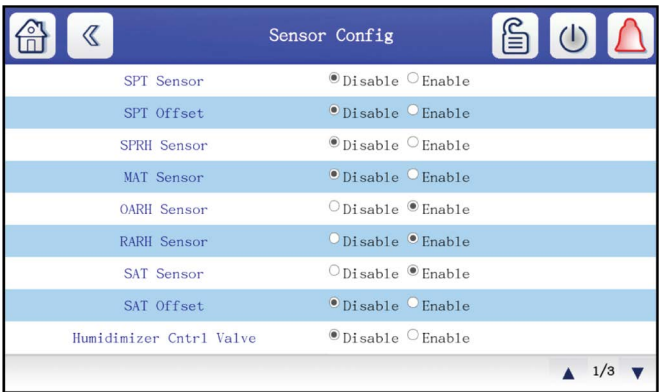 Sensor Config
SPT Sensor Disable Enable
SPT Offset Disable Enable
SPRH Sensor Disable Enable
MAT Sensor Disable Enable
OARH Sensor Disable Enable
RARH Sensor Disable Enable
SAT Sensor Disable Enable
SAT Offset Disable Enable
Humidimizer Cntrl Valve Disable Enable
1/3